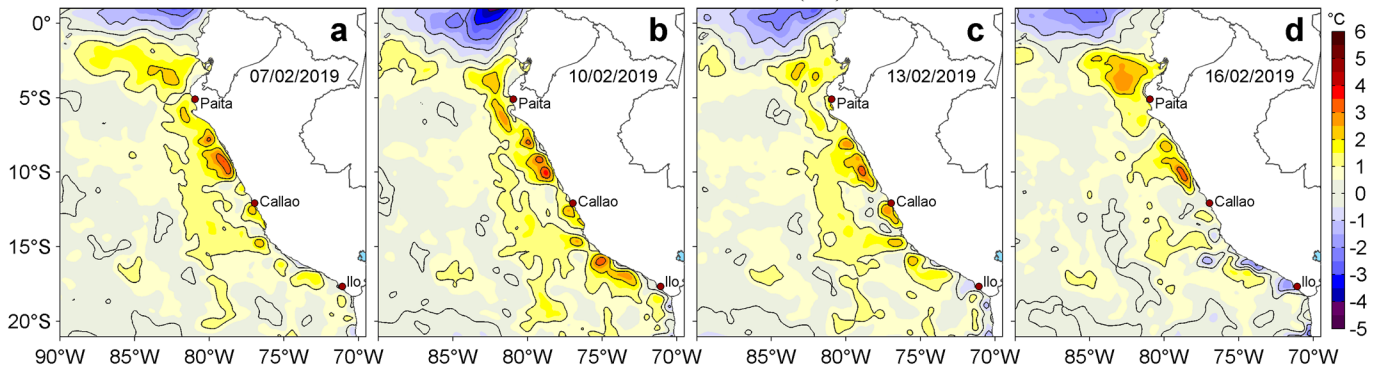 a
b
c
d
°C
07/02/2019
10/02/2019
13/02/2019
16/02/2019
Paita
Callao
Ilo
Paita
Callao
Ilo
Paita
Callao
Ilo
Paita
Callao
Ilo
0°
5°S
10°S
15°S
20°S
90°W
85°W
80°W
75°W
70°W
85°W
80°W
75°W
70°W
85°W
80°W
75°W
70°W
85°W
80°W
75°W
70°W
6
5
4
3
2
1
0
-1
-2
-3
-4
-5